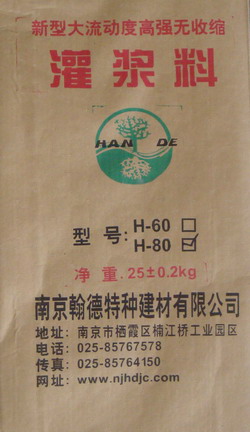 新型大流动度高强无收缩
灌浆料
HAN DE
型号:H-60
H-80
净重.25±0.2kg
南京翰德特种建材有限公司
地址:南京市栖霞区楠江桥工业园区
电话:025-85767578
传真:025-85764150
网址:www.njhdjc.com